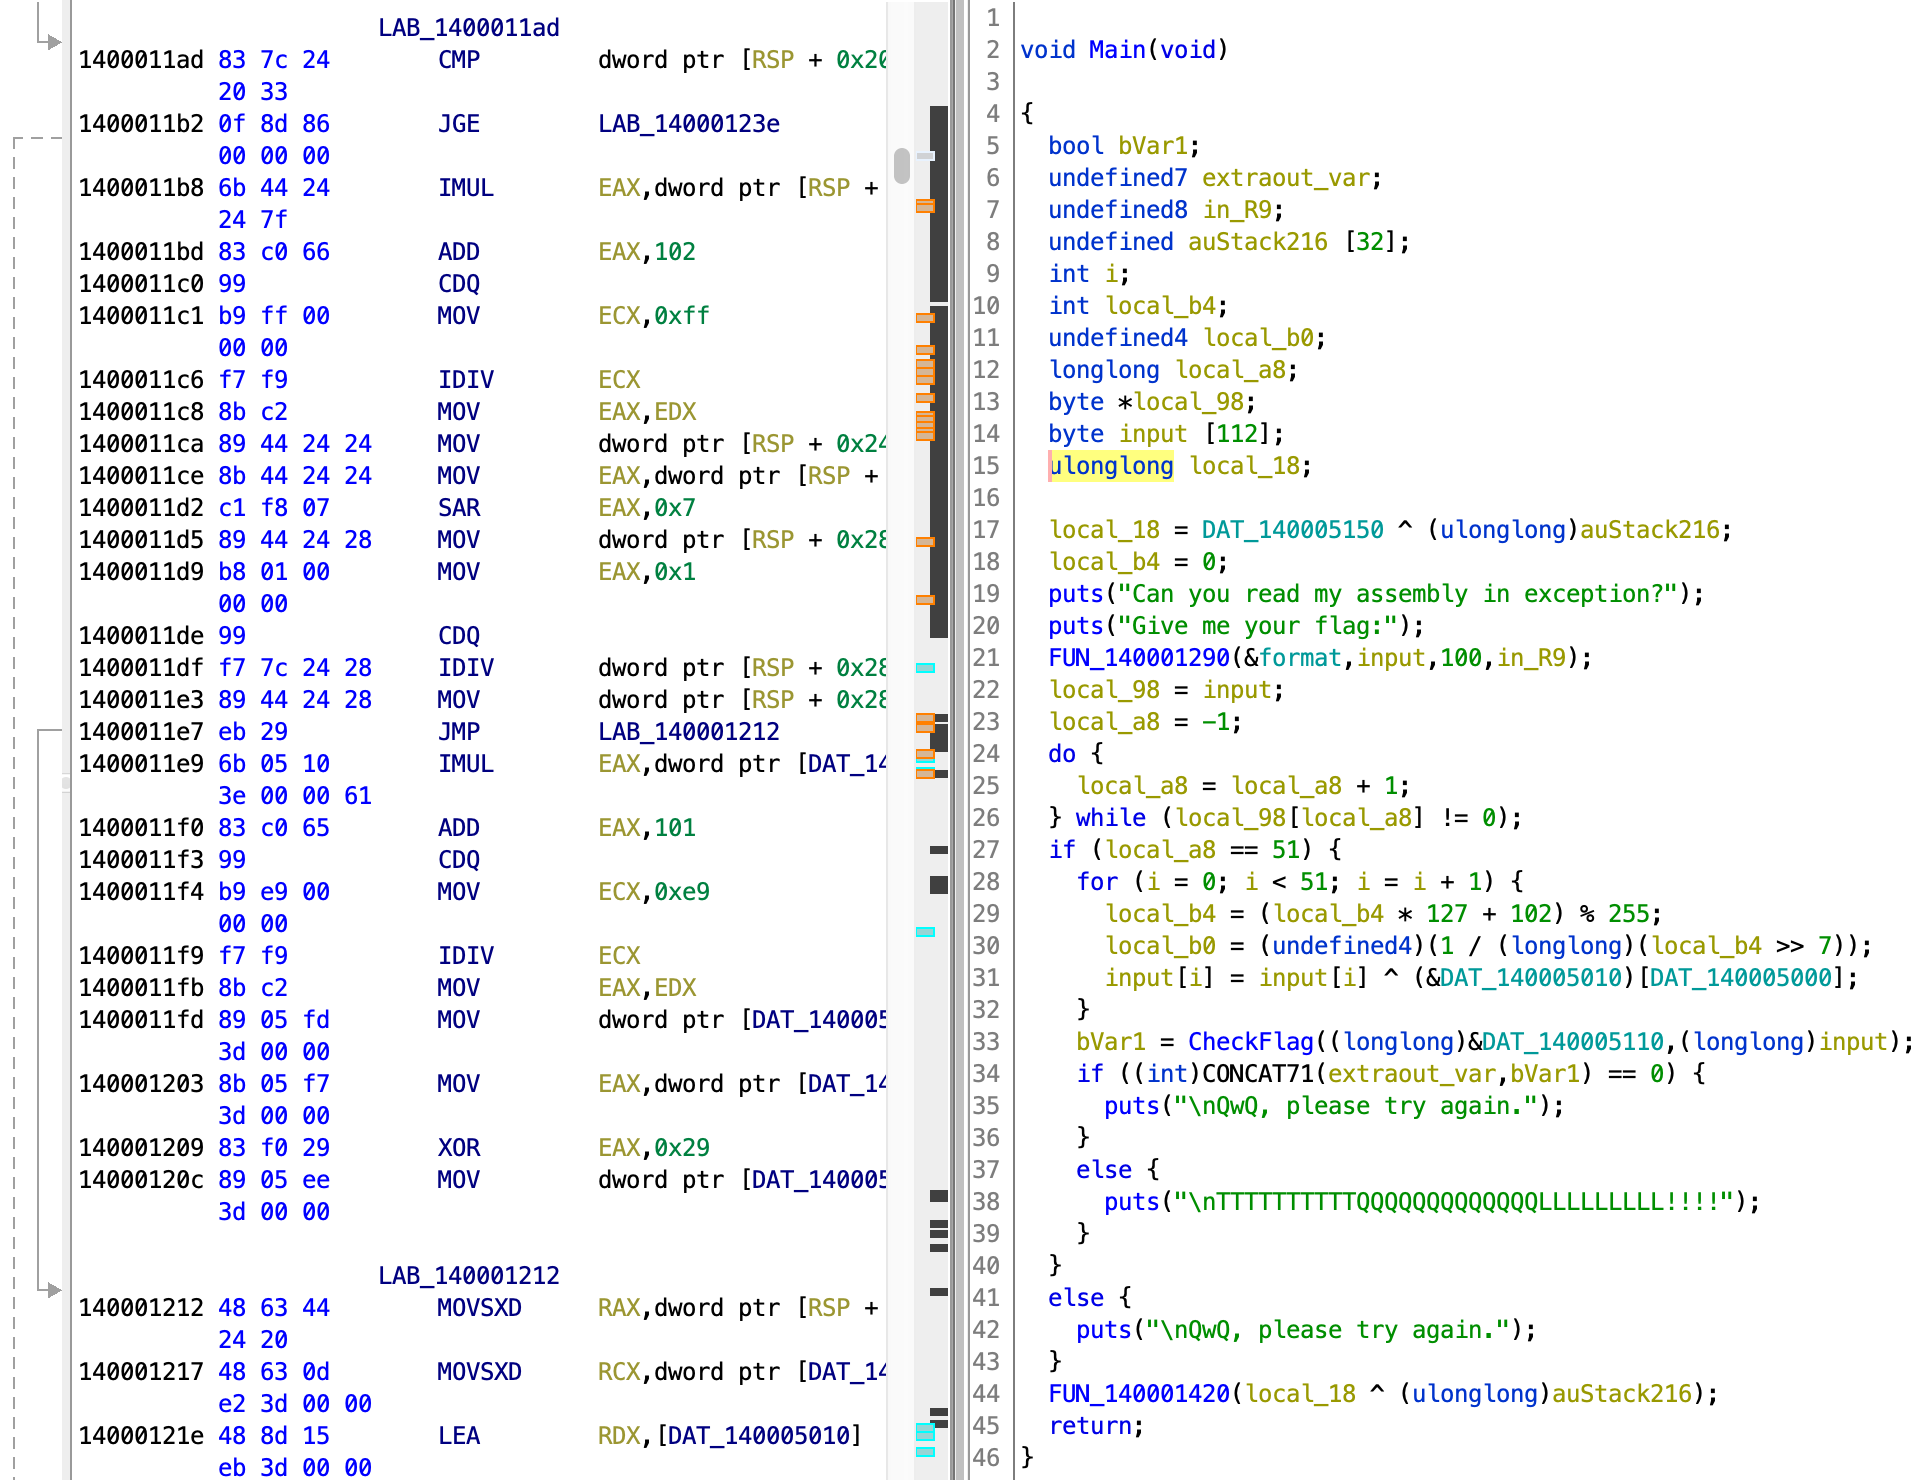 LAB_1400011ad
1400011ad 83 7c 24 CMP dword ptr [RSP + 0x20
20 33
1400011b2 0f 8d 86 JGE LAB_14000123e
00 00 00
1400011b8 6b 44 24 IMUL EAX,dword ptr [RSP +
24 7f
1400011bd 83 c0 66 ADD EAX,102
1400011c0 99 CDQ
1400011c1 b9 ff 00 MOV ECX,0xff
00 00
1400011c6 f7 f9 IDIV ECX
1400011c8 8b c2 MOV EAX,EDX
1400011ca 89 44 24 24 MOV dword ptr [RSP + 0x24
1400011ce 8b 44 24 24 MOV EAX,dword ptr [RSP +
1400011d2 c1 f8 07 SAR EAX,0x7
1400011d5 89 44 24 28 MOV dword ptr [RSP + 0x28
1400011d9 b8 01 00 MOV EAX,0x1
00 00
1400011de 99 CDQ
1400011df f7 7c 24 28 IDIV dword ptr [RSP + 0x28
1400011e3 89 44 24 28 MOV dword ptr [RSP + 0x28
1400011e7 eb 29 JMP LAB_140001212
1400011e9 6b 05 10 IMUL EAX,dword ptr [DAT_14
3e 00 00 61
1400011f0 83 c0 65 ADD EAX,101
1400011f3 99 CDQ
1400011f4 b9 e9 00 MOV ECX,0xe9
00 00
1400011f9 f7 f9 IDIV ECX
1400011fb 8b c2 MOV EAX,EDX
1400011fd 89 05 fd MOV dword ptr [DAT_140005
3d 00 00
140001203 8b 05 f7 MOV EAX,dword ptr [DAT_14
3d 00 00
140001209 83 f0 29 XOR EAX,0x29
14000120c 89 05 ee MOV dword ptr [DAT_140005
3d 00 00
LAB_140001212
140001212 48 63 44 MOVSXD RAX,dword ptr [RSP +
24 20
140001217 48 63 0d MOVSXD RCX,dword ptr [DAT_14
e2 3d 00 00
14000121e 48 8d 15 LEA RDX,[DAT_140005010]
eb 3d 00 00
1
2 void Main(void)
3
4 {
5 bool bVar1;
6 undefined7 extraout_var;
7 undefined8 in_R9;
8 undefined auStack216 [32];
9 int i;
10 int local_b4;
11 undefined4 local_b0;
12 longlong local_a8;
13 byte *local_98;
14 byte input [112];
15 ulonglong local_18;
16
17 local_18 = DAT_140005150 ^ (ulonglong)auStack216;
18 local_b4 = 0;
19 puts("Can you read my assembly in exception?");
20 puts("Give me your flag:");
21 FUN_140001290(&format,input,100,in_R9);
22 local_98 = input;
23 local_a8 = -1;
24 do {
25 local_a8 = local_a8 + 1;
26 } while (local_98[local_a8] != 0);
27 if (local_a8 == 51) {
28 for (i = 0; i < 51; i = i + 1) {
29 local_b4 = (local_b4 * 127 + 102) % 255;
30 local_b0 = (undefined4)(1 / (longlong)(local_b4 >> 7));
31 input[i] = input[i] ^ (&DAT_140005010)[DAT_140005000];
32 }
33 bVar1 = CheckFlag((longlong)&DAT_140005110,(longlong)input);
34 if ((int)CONCAT71(extraout_var,bVar1) == 0) {
35 puts("\nQwQ, please try again.");
36 }
37 else {
38 puts("\nTTTTTTTTTTQQQQQQQQQQQQQLLLLLLLLL!!!!");
39 }
40 }
41 else {
42 puts("\nQwQ, please try again.");
43 }
44 FUN_140001420(local_18 ^ (ulonglong)auStack216);
45 return;
46 }